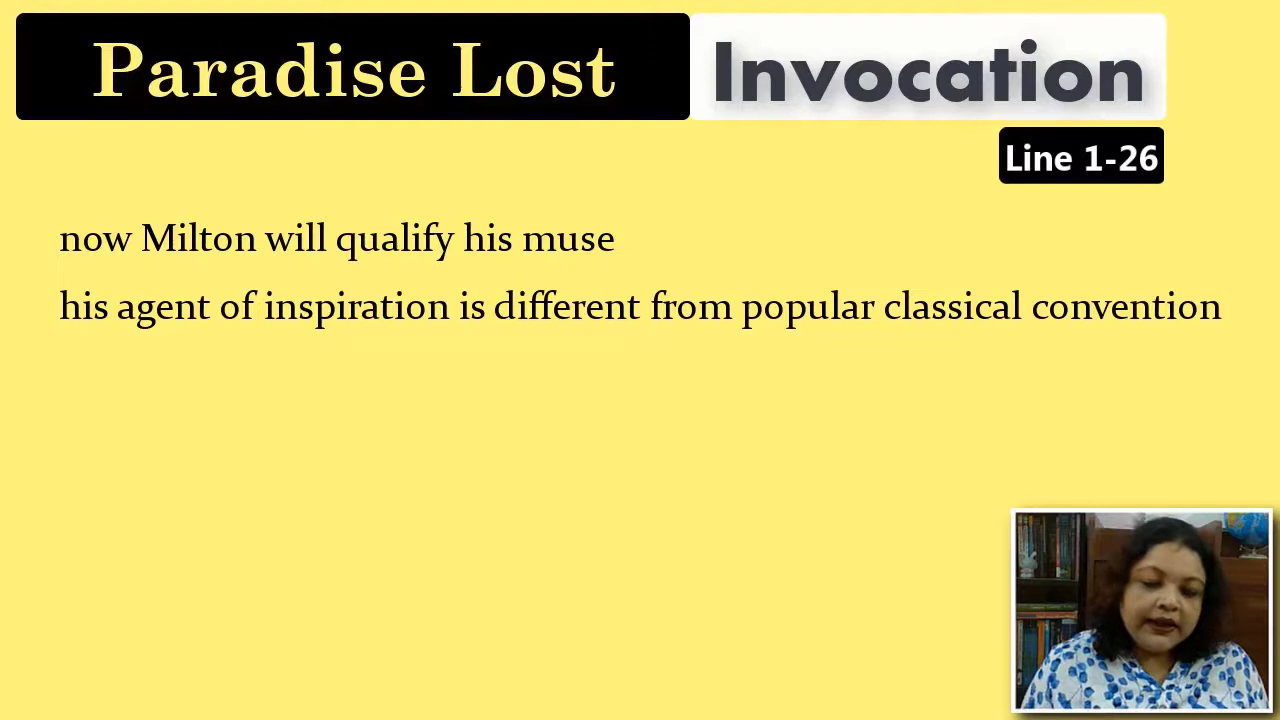 Paradise Lost Invocation
Line 1-26
now Milton will qualify his muse
his agent of inspiration is different from popular classical convention